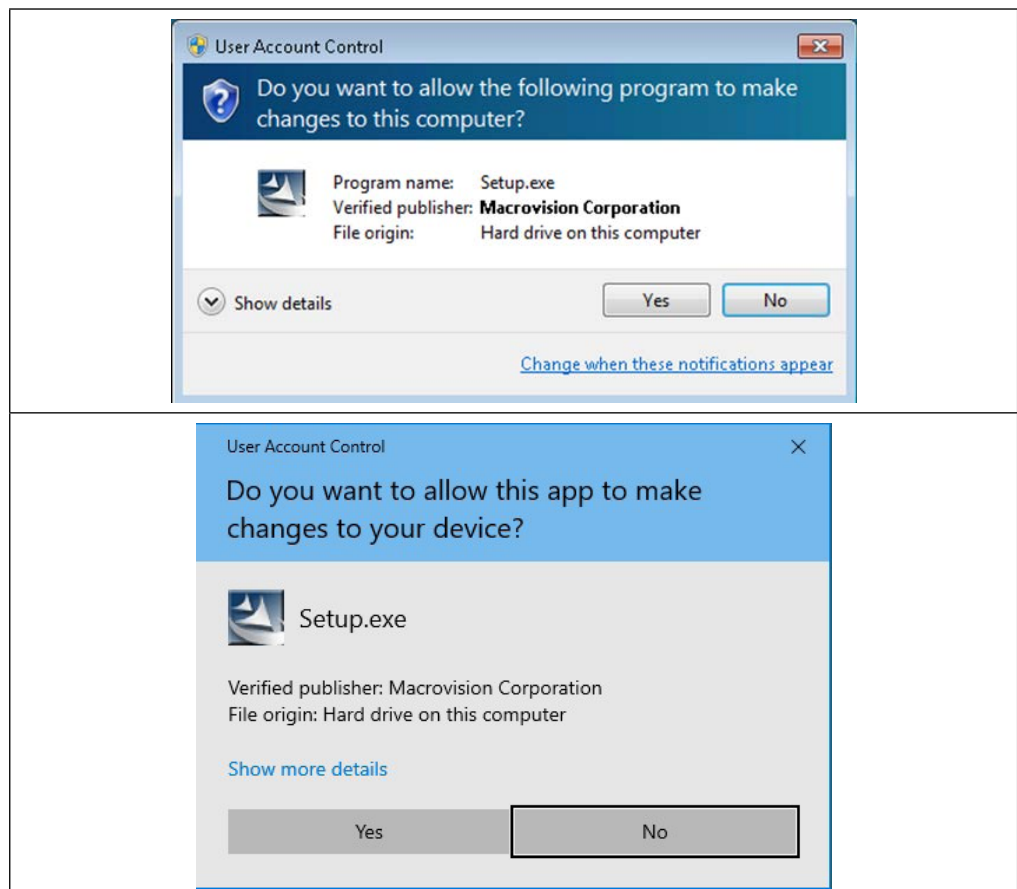 User Account Control
Do you want to allow the following program to make
changes to this computer?
Program name: Setup.exe
Verified publisher: Macrovision Corporation
File origin: Hard drive on this computer
Show details
Yes No
Change when these notifications appear
User Account Control
Do you want to allow this app to make
changes to your device?
Setup.exe
Verified publisher: Macrovision Corporation
File origin: Hard drive on this computer
Show more details
Yes No